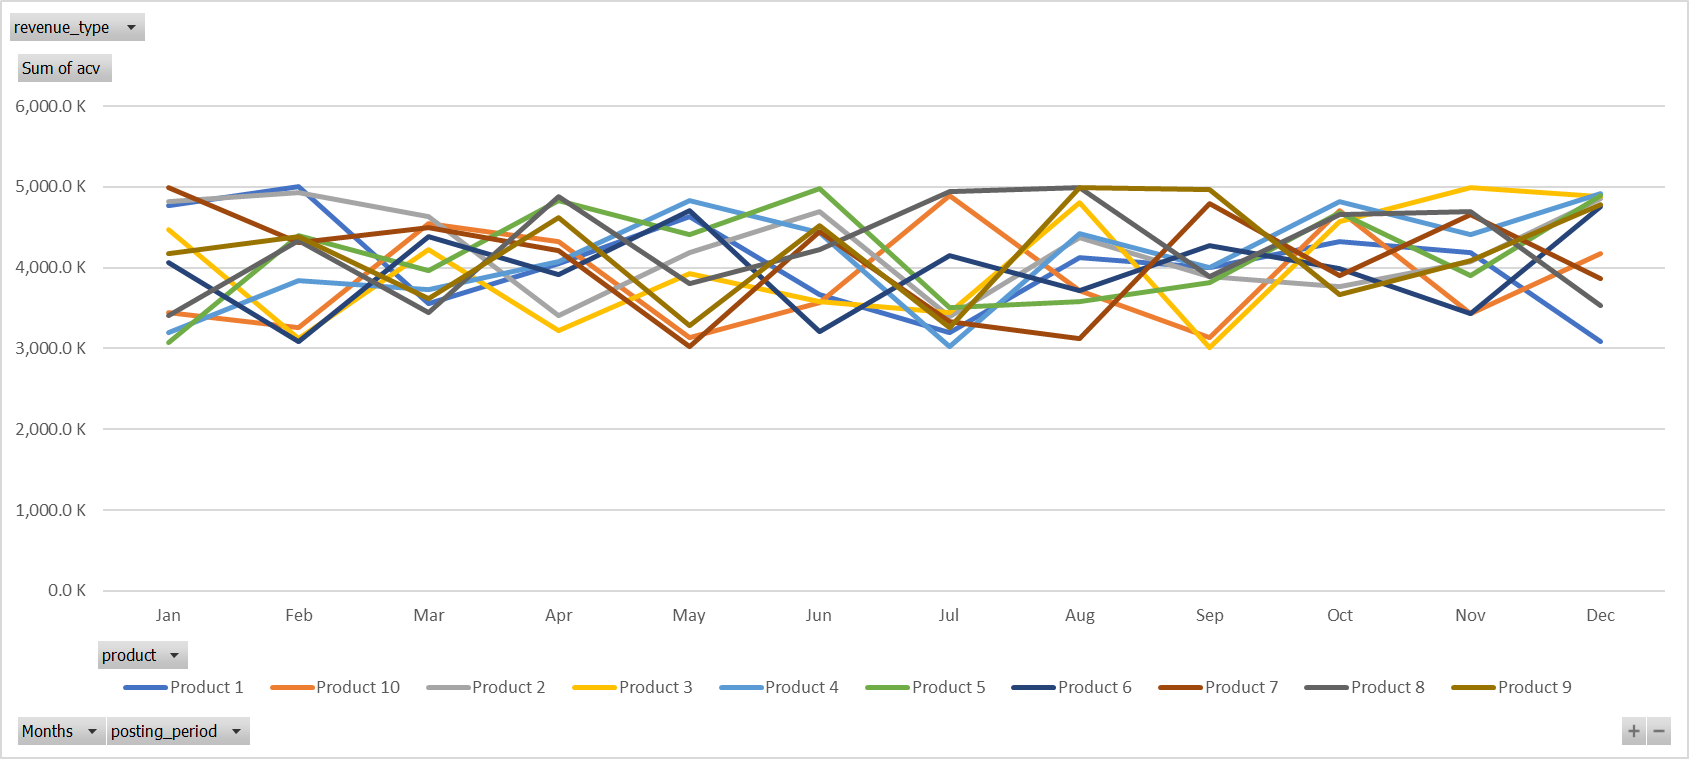 revenue_type
Sum of acv
6,000.0 K
5,000.0 K
4,000.0 K
3,000.0 K
2,000.0 K
1,000.0 K
0.0 K
Jan Feb Mar Apr May Jun Jul Aug Sep Oct Nov Dec
product
Product 1 Product 10 Product 2 Product 3 Product 4 Product 5 Product 6 Product 7 Product 8 Product 9
Months posting_period + −